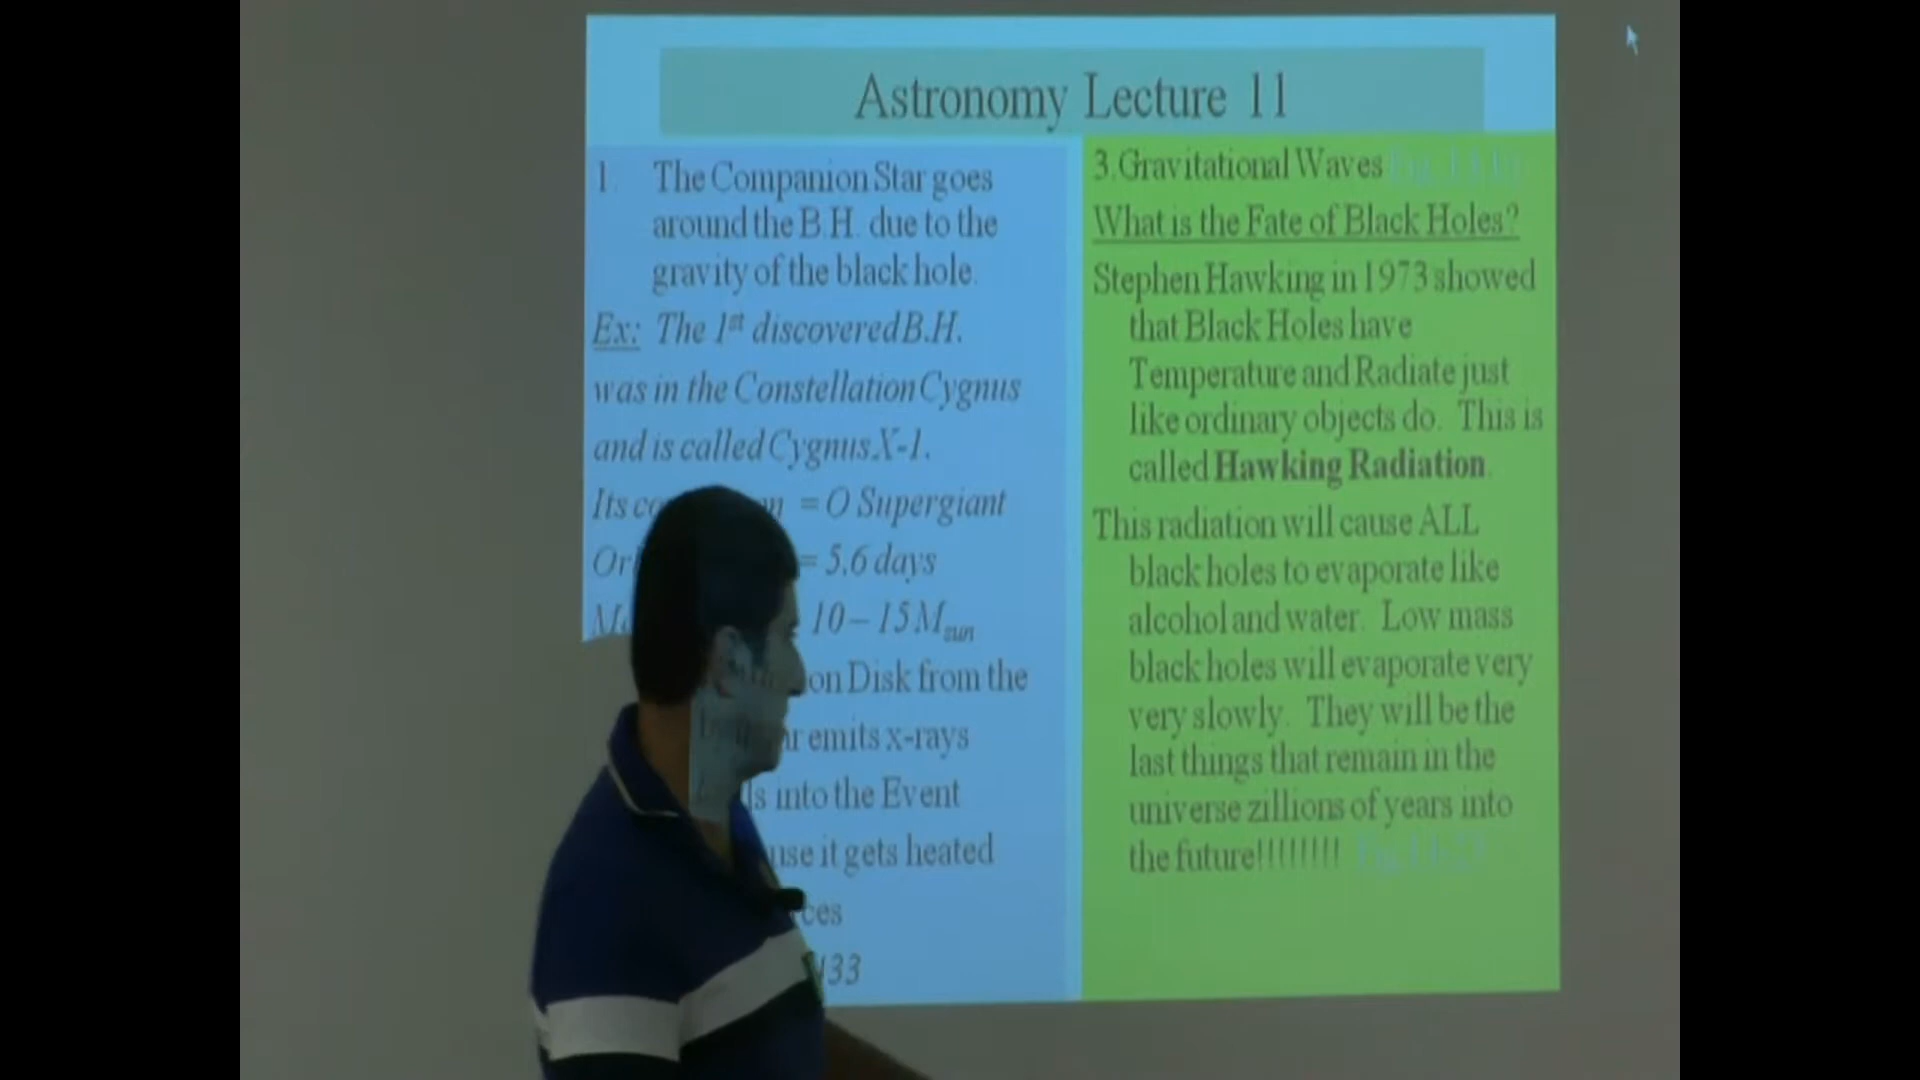 Astronomy Lecture 11
1. The Companion Star goes
around the B.H. due to the
gravity of the black hole.
Ex: The 1st discovered B.H.
was in the Constellation Cygnus
and is called Cygnus X-1.
Its = O Supergiant
= 5.6 days
10 – 15 Msun
Disk from the
emits x-rays
into the Event
it gets heated
3.Gravitational Waves
What is the Fate of Black Holes?
Stephen Hawking in 1973 showed
that Black Holes have
Temperature and Radiate just
like ordinary objects do. This is
called Hawking Radiation.
This radiation will cause ALL
black holes to evaporate like
alcohol and water. Low mass
black holes will evaporate very
very slowly. They will be the
last things that remain in the
universe zillions of years into
the future!!!!!!!!!